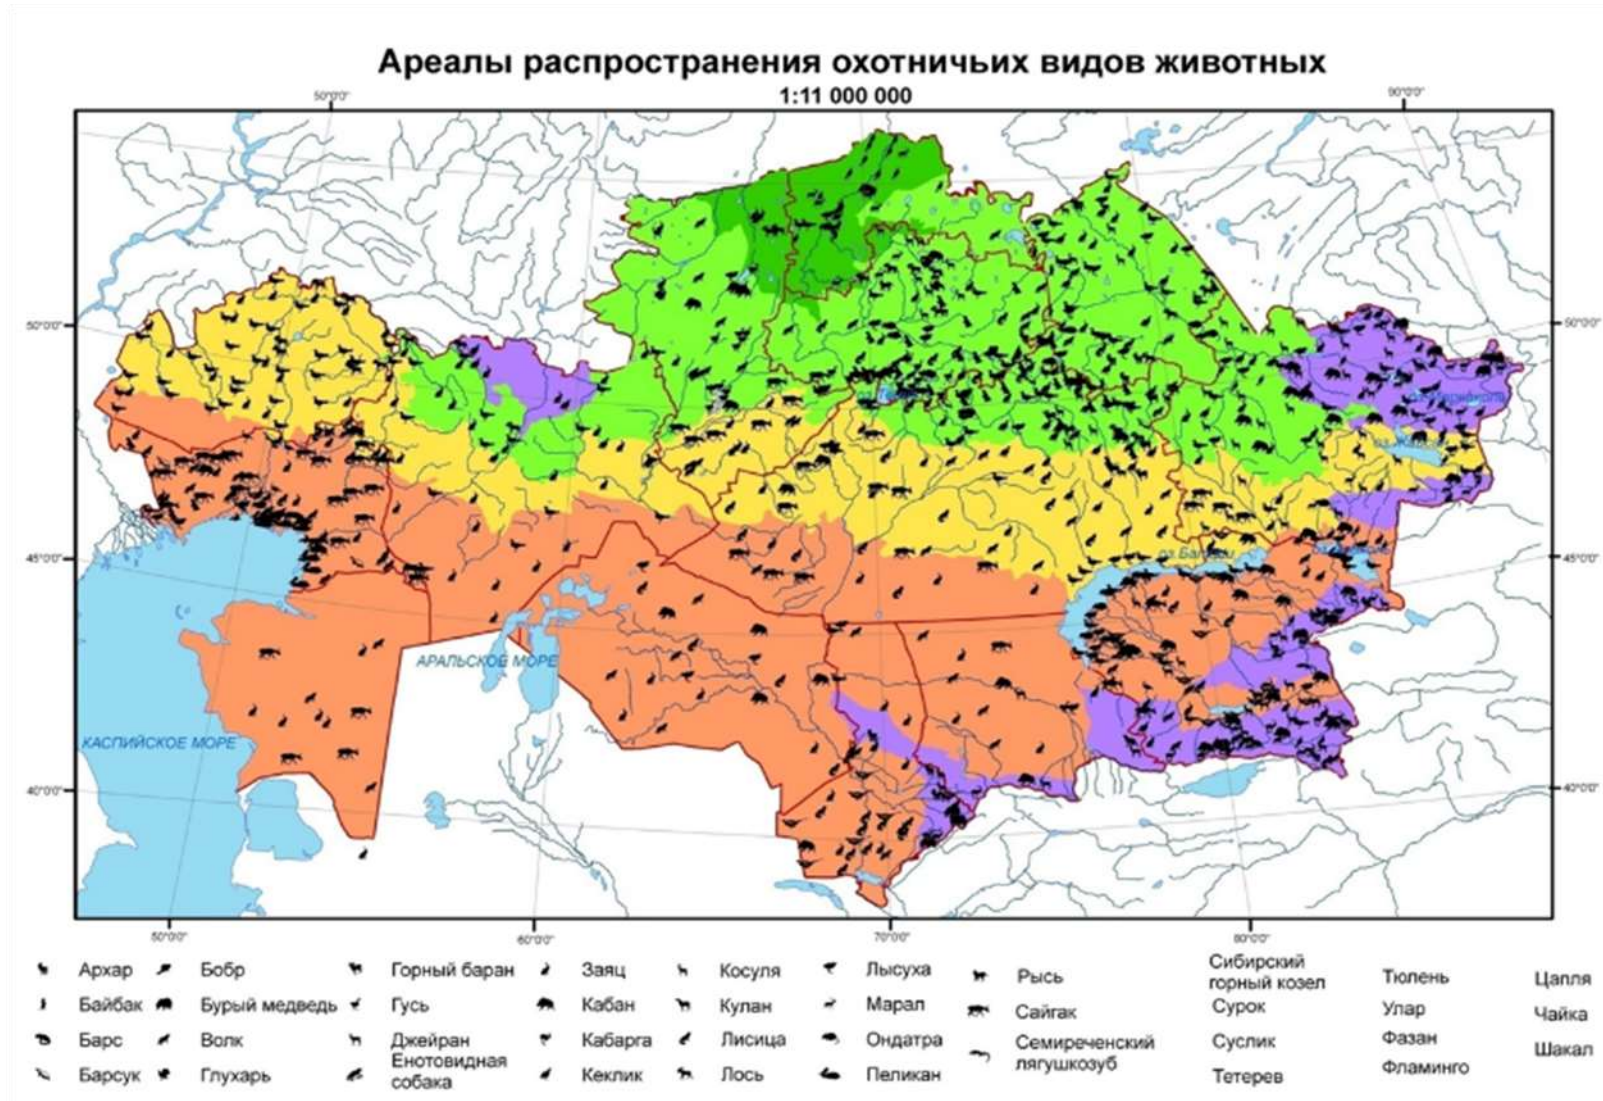 Ареалы распространения охотничьих видов животных
1:11 000 000
50°0'0" 90°0'0"
50°0'0" 50°0'0"
45°0'0" 45°0'0"
оз.Балхаш
АРАЛЬСКОЕ МОРЕ
КАСПИЙСКОЕ МОРЕ
40°0'0" 40°0'0"
50°0'0" 60°0'0" 70°0'0" 80°0'0"
Архар Бобр Горный баран Заяц Косуля Лысуха Рысь Сибирский горный козел Тюлень Цапля
Байбак Бурый медведь Гусь Кабан Кулан Марал Сайгак Сурок Улар Чайка
Барс Волк Джейран Кабарга Лисица Ондатра Семиреченский лягушкозуб Суслик Фазан Шакал
Барсук Глухарь Енотовидная собака Кеклик Лось Пеликан Тетерев Фламинго